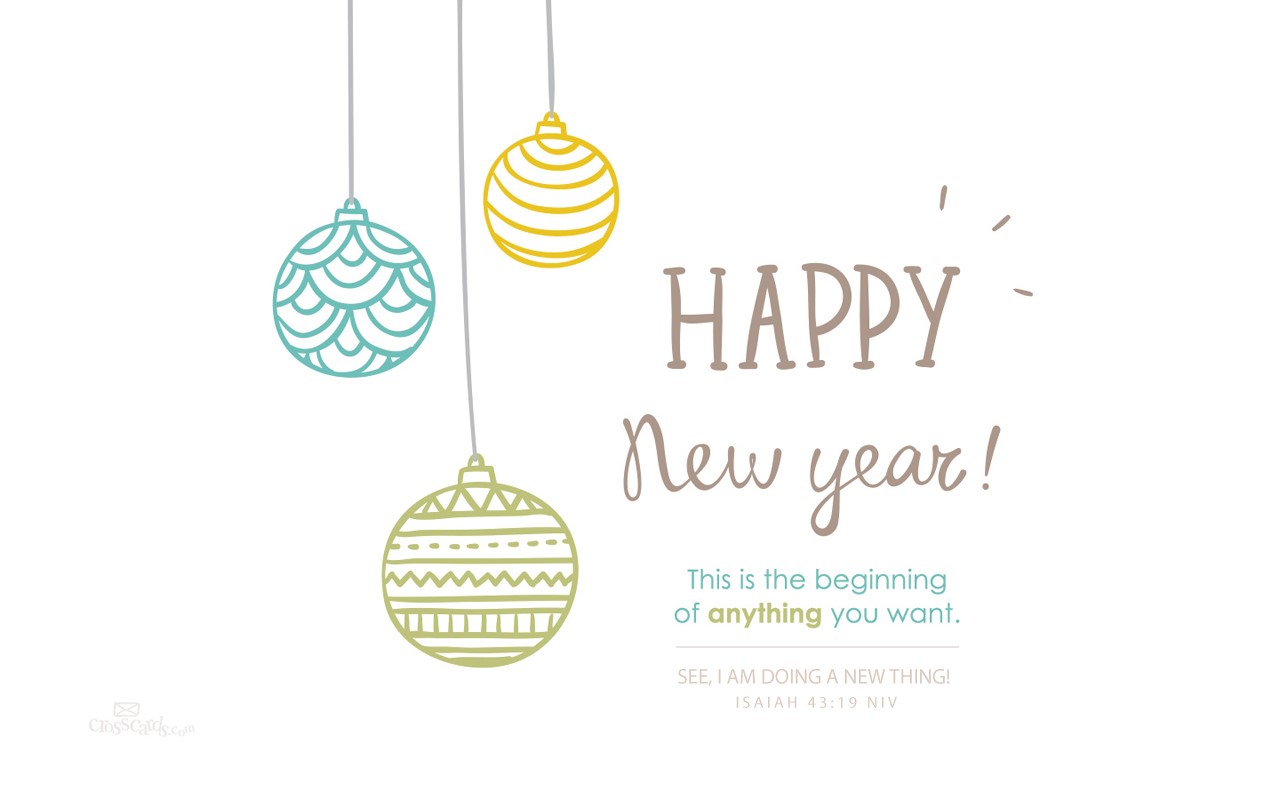 HAPPY
New year!
This is the beginning
of anything you want.
SEE, I AM DOING A NEW THING!
ISAIAH 43:19 NIV
crosscards.com